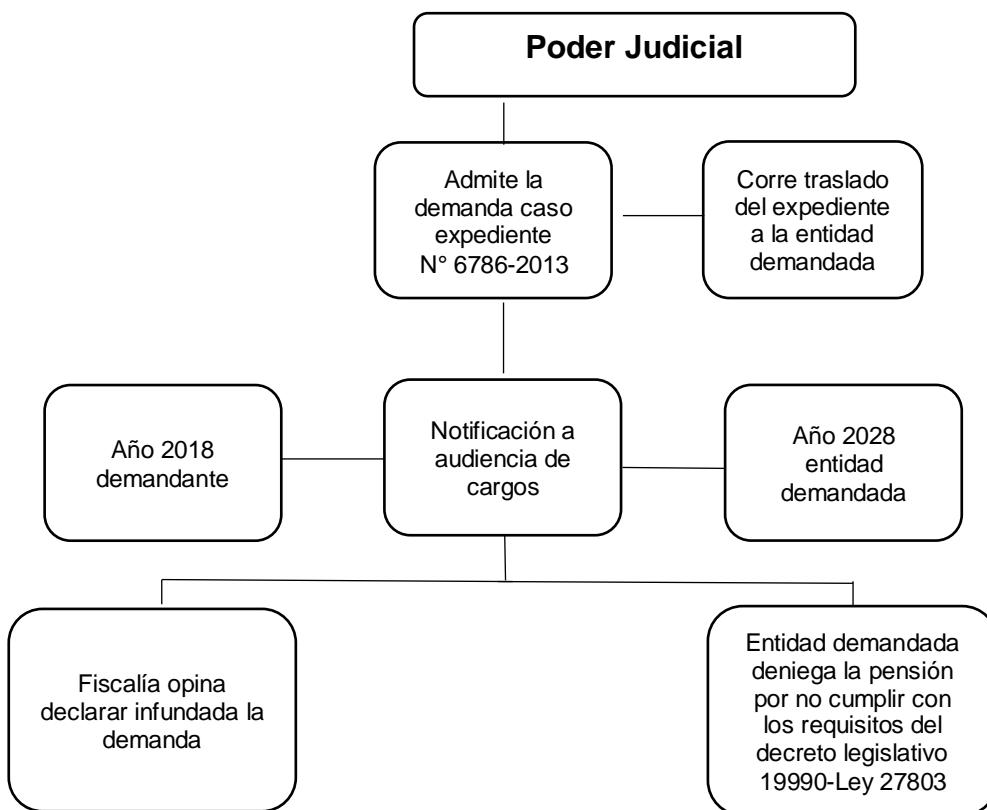 Poder Judicial
Admite la
demanda caso
expediente
N° 6786-2013
Corre traslado
del expediente
a la entidad
demandada
Año 2018
demandante
Notificación a
audiencia de
cargos
Año 2028
entidad
demandada
Fiscalía opina
declarar infundada la
demanda
Entidad demandada
deniega la pensión
por no cumplir con
los requisitos del
decreto legislativo
19990-Ley 27803